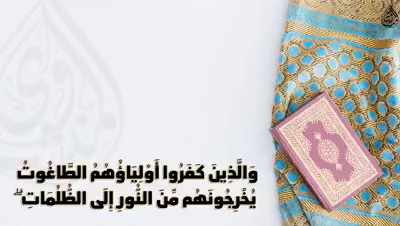 وَالَّذِينَ كَفَرُوا أَوْلِيَاؤُهُمُ الطَّاغُوتُ
يُخْرِجُونَهُم مِّنَ النُّورِ إِلَى الظُّلُمَاتِ ۗ